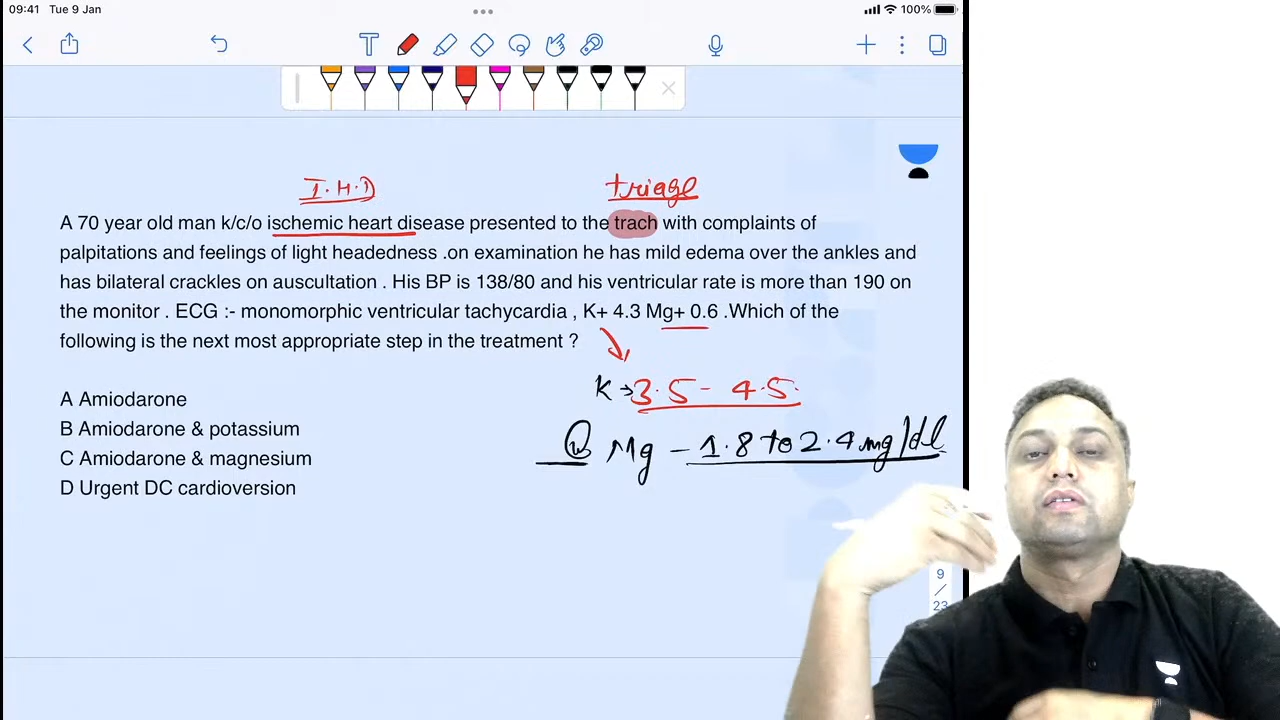 09:41 Tue 9 Jan
100%
I.H.D triage
A 70 year old man k/c/o ischemic heart disease presented to the trach with complaints of
palpitations and feelings of light headedness .on examination he has mild edema over the ankles and
has bilateral crackles on auscultation . His BP is 138/80 and his ventricular rate is more than 190 on
the monitor . ECG :- monomorphic ventricular tachycardia , K+ 4.3 Mg+ 0.6 .Which of the
following is the next most appropriate step in the treatment ?
K → 3.5 - 4.5
A Amiodarone
B Amiodarone & potassium
Mg - 1.8 to 2.4 mg/dl
C Amiodarone & magnesium
D Urgent DC cardioversion
9
/
23